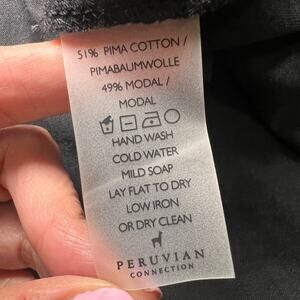 51% PIMA COTTON /
PIMABAUMWOLLE
49% MODAL /
MODAL
HAND WASH
COLD WATER
MILD SOAP
LAY FLAT TO DRY
LOW IRON
OR DRY CLEAN
PERUVIAN
CONNECTION